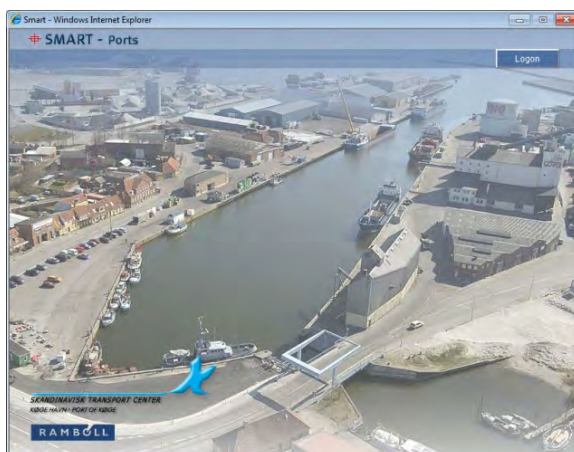 Smart - Windows Internet Explorer
SMART - Ports
Logon
SKANDINAVISK TRANSPORT CENTER
KØGE HAVN - PORT OF KØGE
RAMBOLL